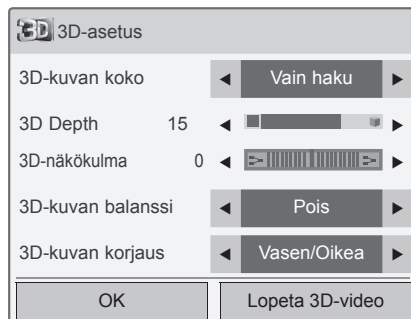 3D 3D-asetus
3D-kuvan koko ◄ Vain haku ►
3D Depth 15 ◄ ►
3D-näkökulma 0 ◄ ►
3D-kuvan balanssi ◄ Pois ►
3D-kuvan korjaus ◄ Vasen/Oikea ►
OK Lopeta 3D-video